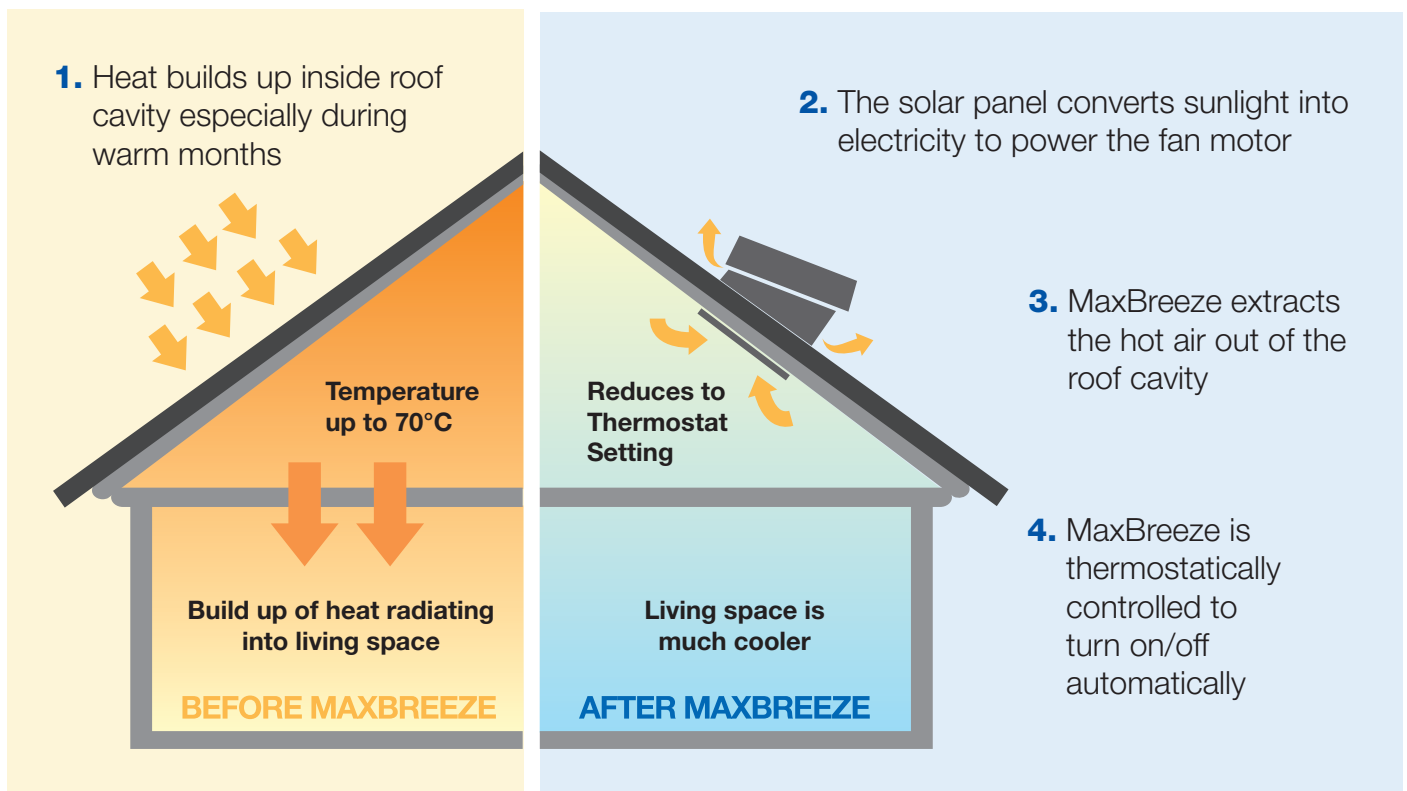 1. Heat builds up inside roof
cavity especially during
warm months
Temperature
up to 70°C
Build up of heat radiating
into living space
BEFORE MAXBREEZE
2. The solar panel converts sunlight into
electricity to power the fan motor
3. MaxBreeze extracts
the hot air out of the
roof cavity
Reduces to
Thermostat
Setting
4. MaxBreeze is
thermostatically
controlled to
turn on/off
automatically
Living space is
much cooler
AFTER MAXBREEZE